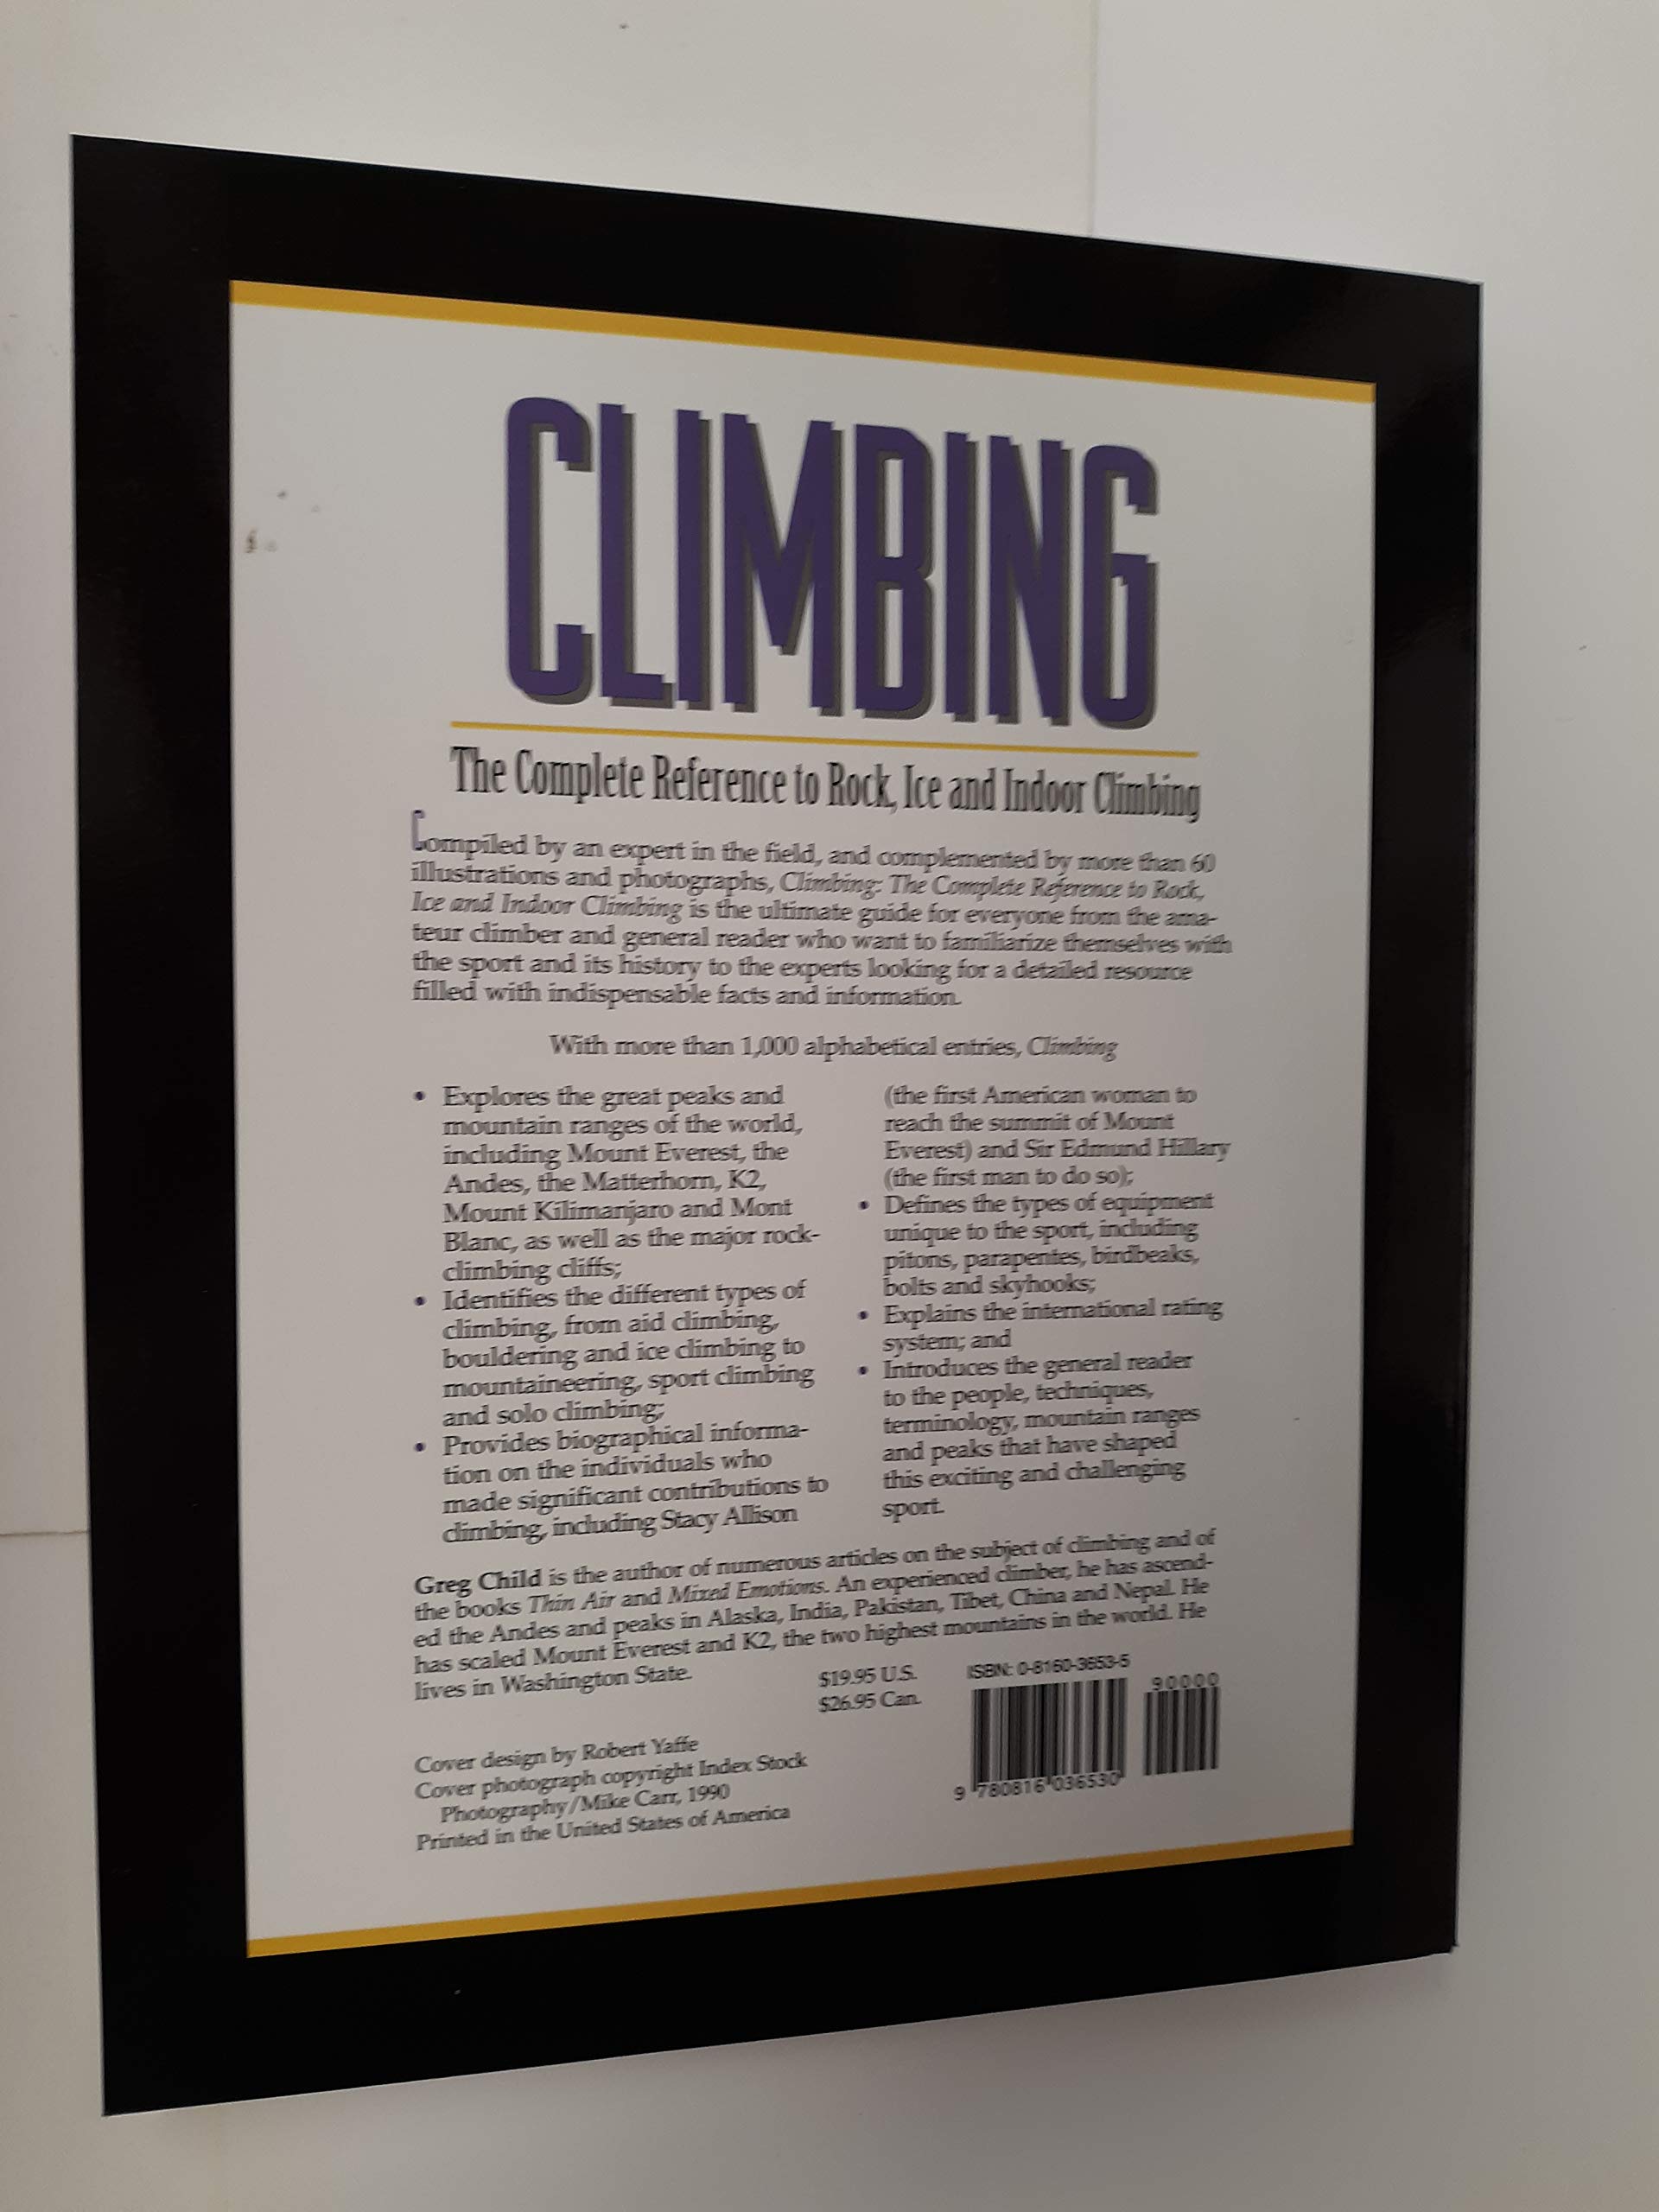 CLIMBING
The Complete Reference to Rock, Ice and Indoor Climbing
Compiled by an expert in the field, and complemented by more than 60
illustrations and photographs, Climbing: The Complete Reference to Rock,
Ice and Indoor Climbing is the ultimate guide for everyone from the ama-
teur climber and general reader who want to familiarize themselves with
the sport and its history to the experts looking for a detailed resource
filled with indispensable facts and information.
With more than 1,000 alphabetical entries, Climbing
• Explores the great peaks and
mountain ranges of the world,
including Mount Everest, the
Andes, the Matterhorn, K2,
Mount Kilimanjaro and Mont
Blanc, as well as the major rock-
climbing cliffs;
• Identifies the different types of
climbing, from aid climbing,
bouldering and ice climbing to
mountaineering, sport climbing
and solo climbing;
• Provides biographical informa-
tion on the individuals who
made significant contributions to
climbing, including Stacy Allison
(the first American woman to
reach the summit of Mount
Everest) and Sir Edmund Hillary
(the first man to do so);
• Defines the types of equipment
unique to the sport, including
pitons, parapentes, birdbeaks,
bolts and skyhooks;
• Explains the international rating
system; and
• Introduces the general reader
to the people, techniques,
terminology, mountain ranges
and peaks that have shaped
this exciting and challenging
sport.
Greg Child is the author of numerous articles on the subject of climbing and of
the books Thin Air and Mixed Emotions. An experienced climber, he has ascend-
ed the Andes and peaks in Alaska, India, Pakistan, Tibet, China and Nepal. He
has scaled Mount Everest and K2, the two highest mountains in the world. He
lives in Washington State.
$19.95 U.S.
$26.95 Can.
ISBN: 0-8160-3653-5
90000
9 780816 036530
Cover design by Robert Yaffe
Cover photograph copyright Index Stock
Photography/Mike Carr, 1990
Printed in the United States of America